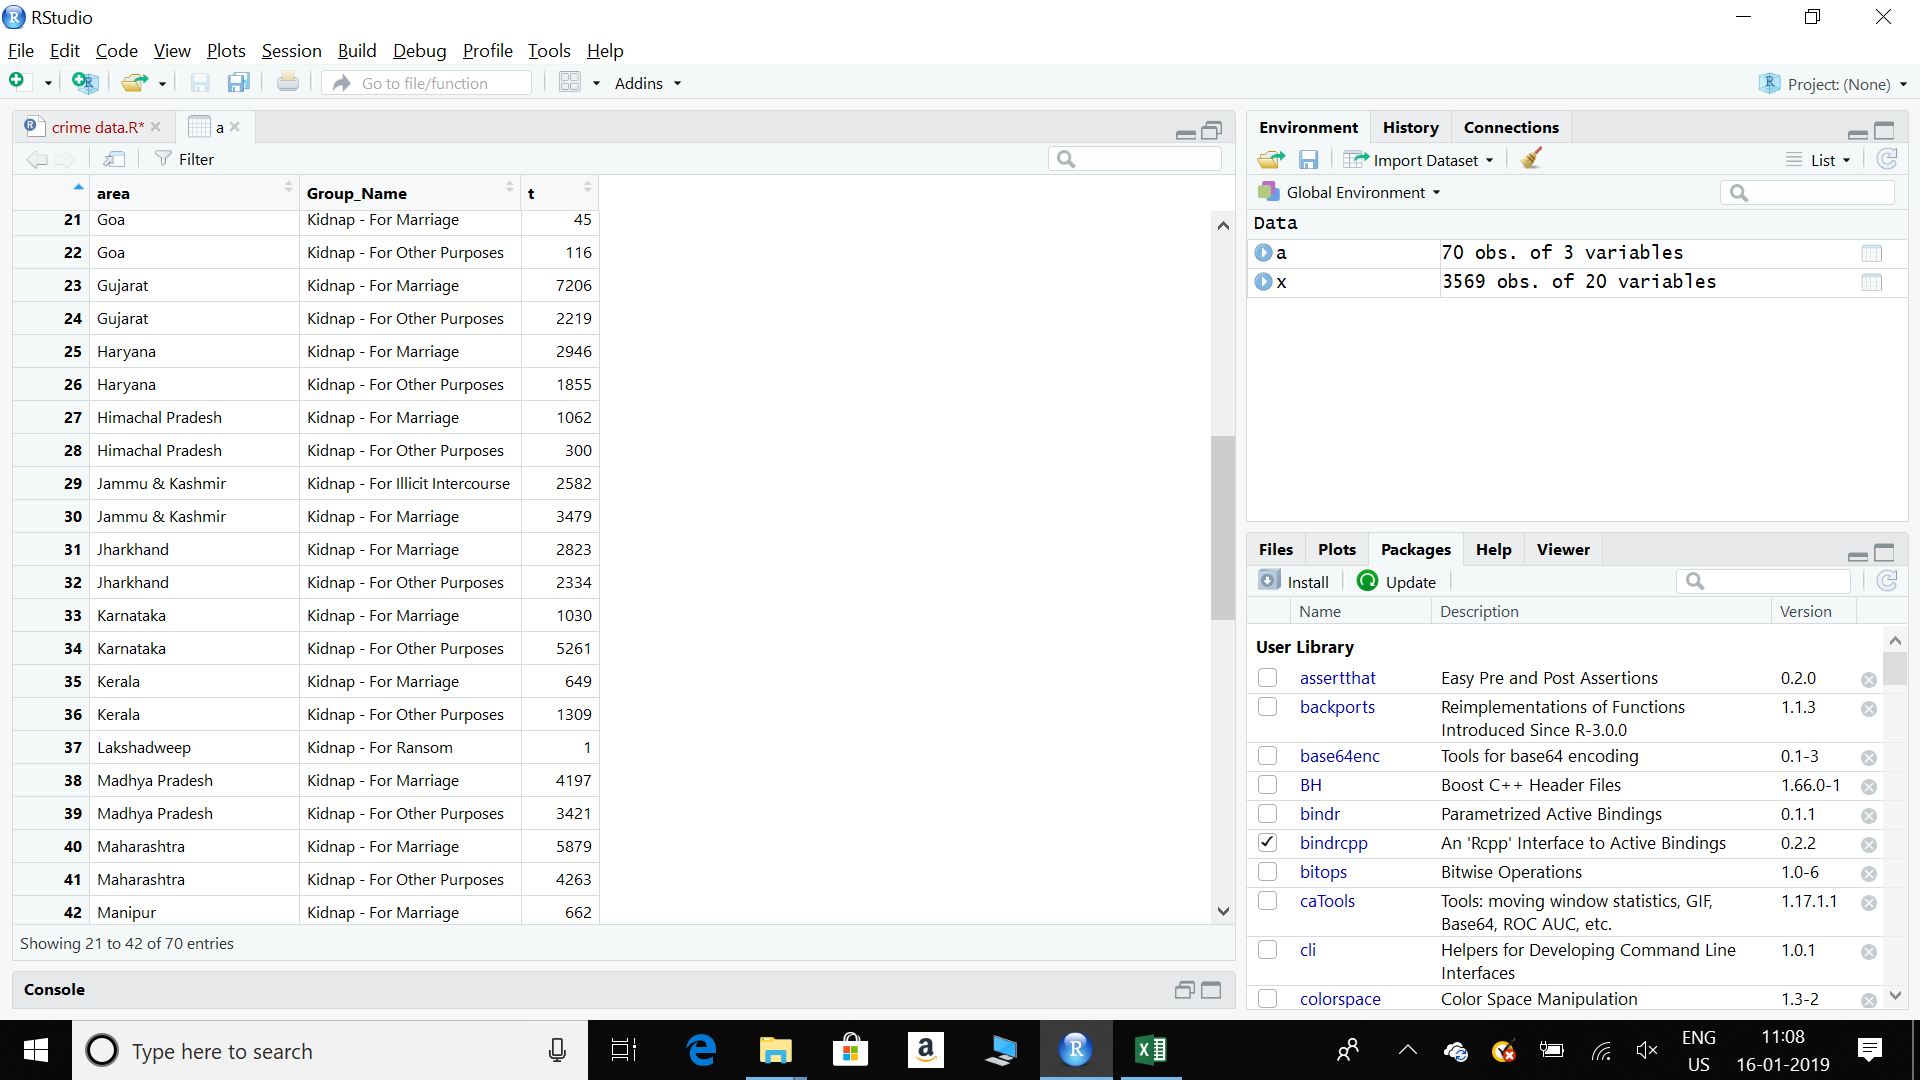 RStudio
File Edit Code View Plots Session Build Debug Profile Tools Help
Go to file/function Addins Project: (None)
crime data.R* a
Filter
area Group_Name t
21 Goa Kidnap - For Marriage 45
22 Goa Kidnap - For Other Purposes 116
23 Gujarat Kidnap - For Marriage 7206
24 Gujarat Kidnap - For Other Purposes 2219
25 Haryana Kidnap - For Marriage 2946
26 Haryana Kidnap - For Other Purposes 1855
27 Himachal Pradesh Kidnap - For Marriage 1062
28 Himachal Pradesh Kidnap - For Other Purposes 300
29 Jammu & Kashmir Kidnap - For Illicit Intercourse 2582
30 Jammu & Kashmir Kidnap - For Marriage 3479
31 Jharkhand Kidnap - For Marriage 2823
32 Jharkhand Kidnap - For Other Purposes 2334
33 Karnataka Kidnap - For Marriage 1030
34 Karnataka Kidnap - For Other Purposes 5261
35 Kerala Kidnap - For Marriage 649
36 Kerala Kidnap - For Other Purposes 1309
37 Lakshadweep Kidnap - For Ransom 1
38 Madhya Pradesh Kidnap - For Marriage 4197
39 Madhya Pradesh Kidnap - For Other Purposes 3421
40 Maharashtra Kidnap - For Marriage 5879
41 Maharashtra Kidnap - For Other Purposes 4263
42 Manipur Kidnap - For Marriage 662
Showing 21 to 42 of 70 entries
Console
Environment History Connections
Import Dataset List
Global Environment
Data
a 70 obs. of 3 variables
x 3569 obs. of 20 variables
Files Plots Packages Help Viewer
Install Update
Name Description Version
User Library
assertthat Easy Pre and Post Assertions 0.2.0
backports Reimplementations of Functions 1.1.3
Introduced Since R-3.0.0
base64enc Tools for base64 encoding 0.1-3
BH Boost C++ Header Files 1.66.0-1
bindr Parametrized Active Bindings 0.1.1
bindrcpp An 'Rcpp' Interface to Active Bindings 0.2.2
bitops Bitwise Operations 1.0-6
caTools Tools: moving window statistics, GIF, 1.17.1.1
Base64, ROC AUC, etc.
cli Helpers for Developing Command Line 1.0.1
Interfaces
colorspace Color Space Manipulation 1.3-2
Type here to search
ENG 11:08
US 16-01-2019